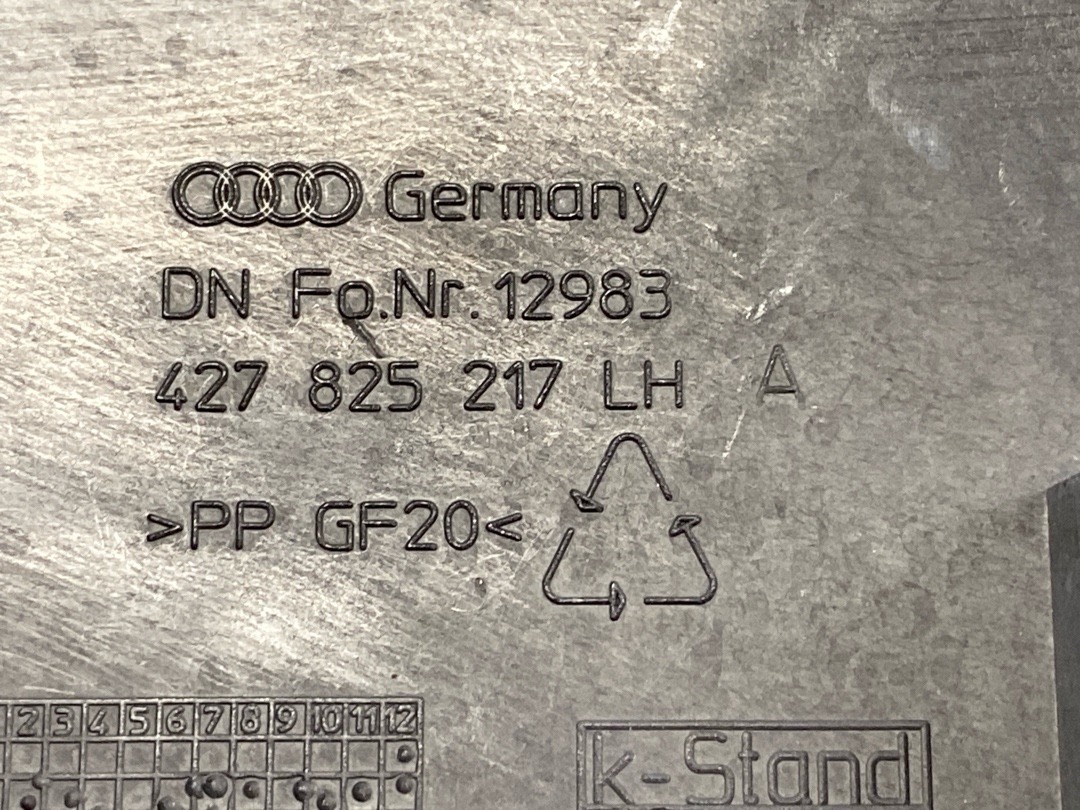 Germany
DN Fo.Nr. 12983
427 825 217 LH A
>PP GF20<
2 3 4 5 6 7 8 9 10 11 12
k-Stand